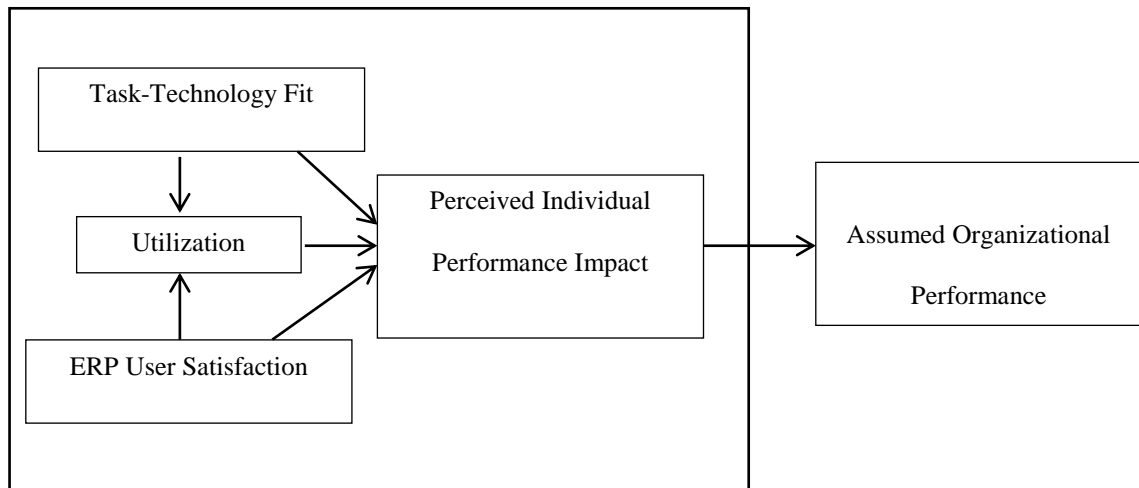 Task-Technology Fit
Utilization
ERP User Satisfaction
Perceived Individual
Performance Impact
Assumed Organizational
Performance